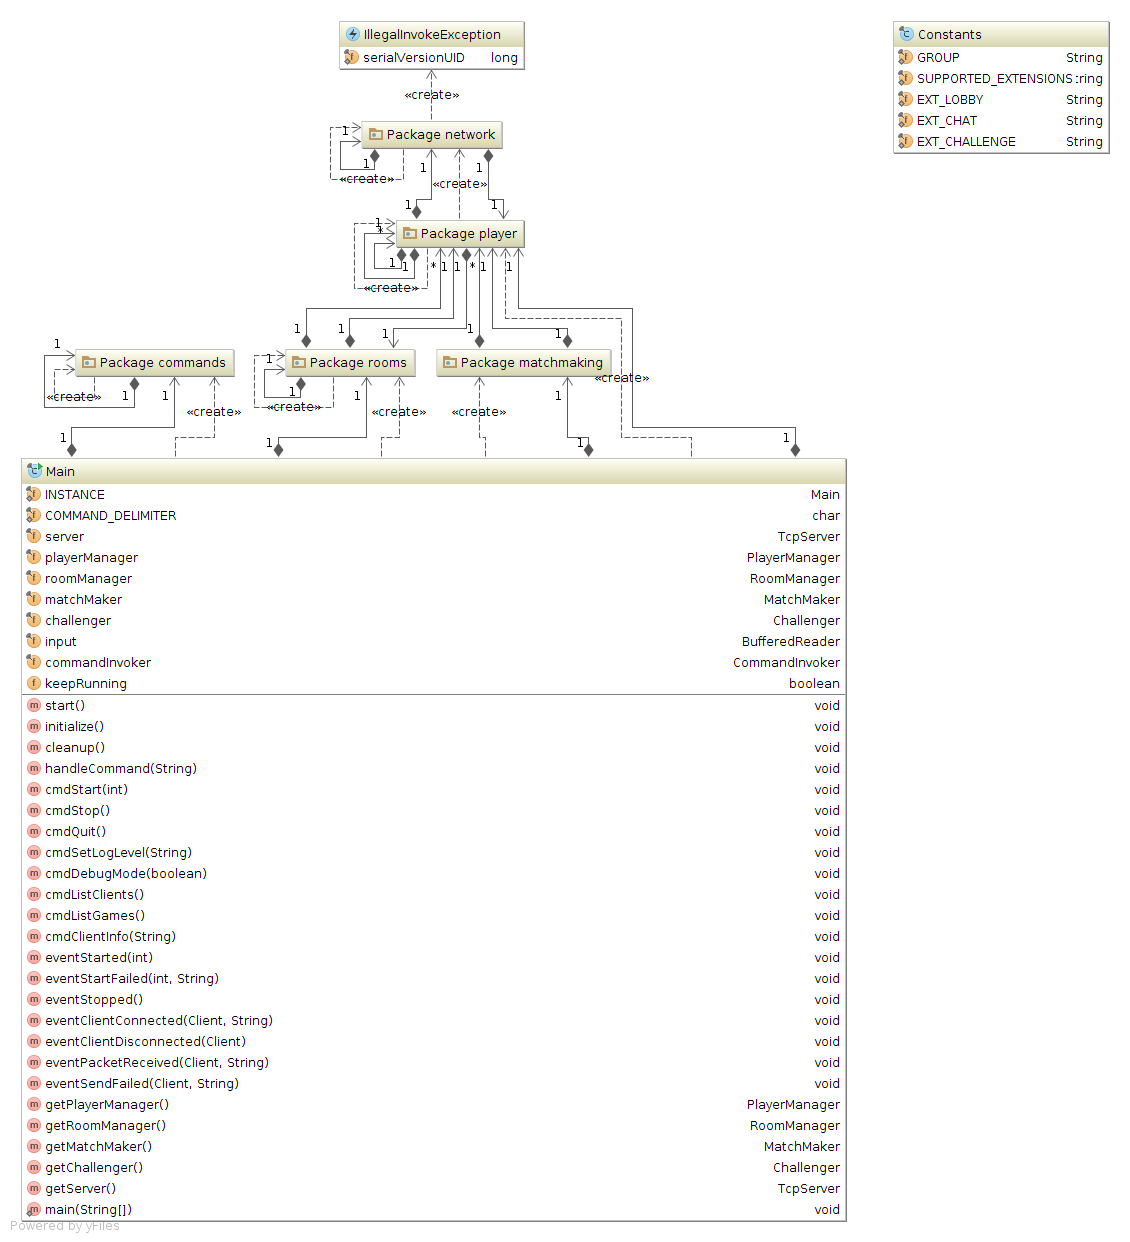 IllegalInvokeException
serialVersionUID long
Constants
GROUP String
SUPPORTED_EXTENSIONS :ring
EXT_LOBBY String
EXT_CHAT String
EXT_CHALLENGE String
«create»
1
Package network
1
«create»
1
1
«create»
1
1
Package player
1
*
1
1
«create»
* 1 1 * 1 1
1
1
1
1
1
1
Package commands
1
Package rooms
Package matchmaking
«create»
«create»
1
1
«create»
1
«create»
1
«create»
1
«create»
1
1
1
1
Main
INSTANCE Main
COMMAND_DELIMITER char
server TcpServer
playerManager PlayerManager
roomManager RoomManager
matchMaker MatchMaker
challenger Challenger
input BufferedReader
commandInvoker CommandInvoker
keepRunning boolean
start() void
initialize() void
cleanup() void
handleCommand(String) void
cmdStart(int) void
cmdStop() void
cmdQuit() void
cmdSetLogLevel(String) void
cmdDebugMode(boolean) void
cmdListClients() void
cmdListGames() void
cmdClientInfo(String) void
eventStarted(int) void
eventStartFailed(int, String) void
eventStopped() void
eventClientConnected(Client, String) void
eventClientDisconnected(Client) void
eventPacketReceived(Client, String) void
eventSendFailed(Client, String) void
getPlayerManager() PlayerManager
getRoomManager() RoomManager
getMatchMaker() MatchMaker
getChallenger() Challenger
getServer() TcpServer
main(String[]) void
Powered by yFiles